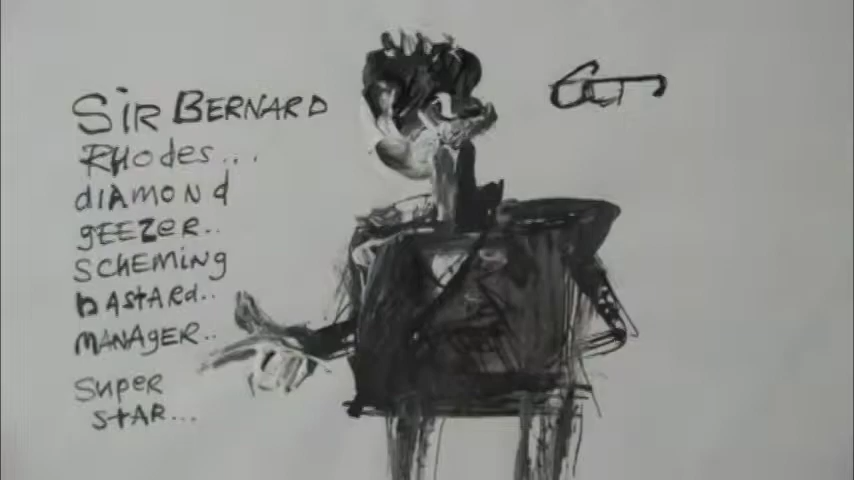 SiR BERNARD
RHodes...
diAMONd
gEEZER..
SCHEMiNg
bAStARd..
MANAgER..
SUPER
StAR...